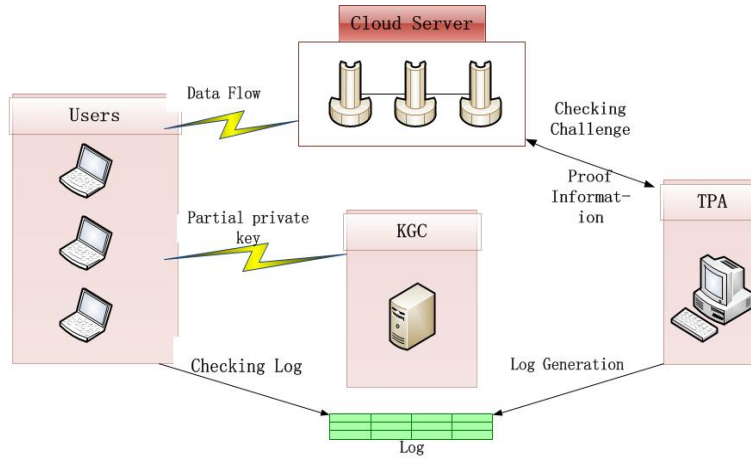 Cloud Server
Data Flow
Users
Checking
Challenge
Proof
Informat-
ion
TPA
Partial private
key
KGC
Checking Log
Log Generation
Log